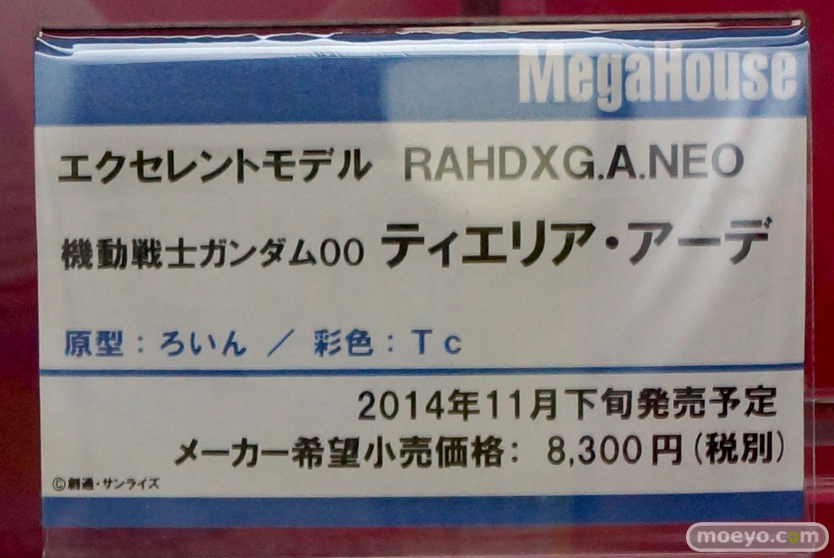 MegaHouse
エクセレントモデル RAHDXG.A.NEO
機動戦士ガンダム00 ティエリア・アーデ
原型：ろいん ／ 彩色：Ｔｃ
2014年11月下旬発売予定
メーカー希望小売価格： 8,300円(税別)
©創通・サンライズ
moeyo.com